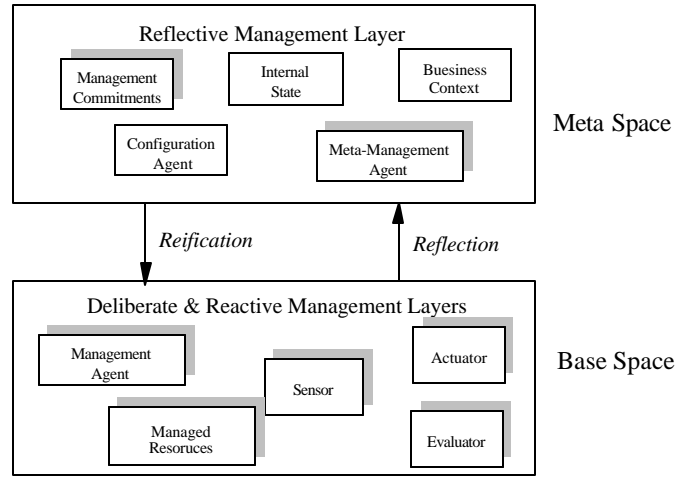 Reflective Management Layer
Management
Commitments
Internal
State
Buesiness
Context
Configuration
Agent
Meta-Management
Agent
Meta Space
Reification
Reflection
Deliberate & Reactive Management Layers
Management
Agent
Sensor
Actuator
Managed
Resoruces
Evaluator
Base Space